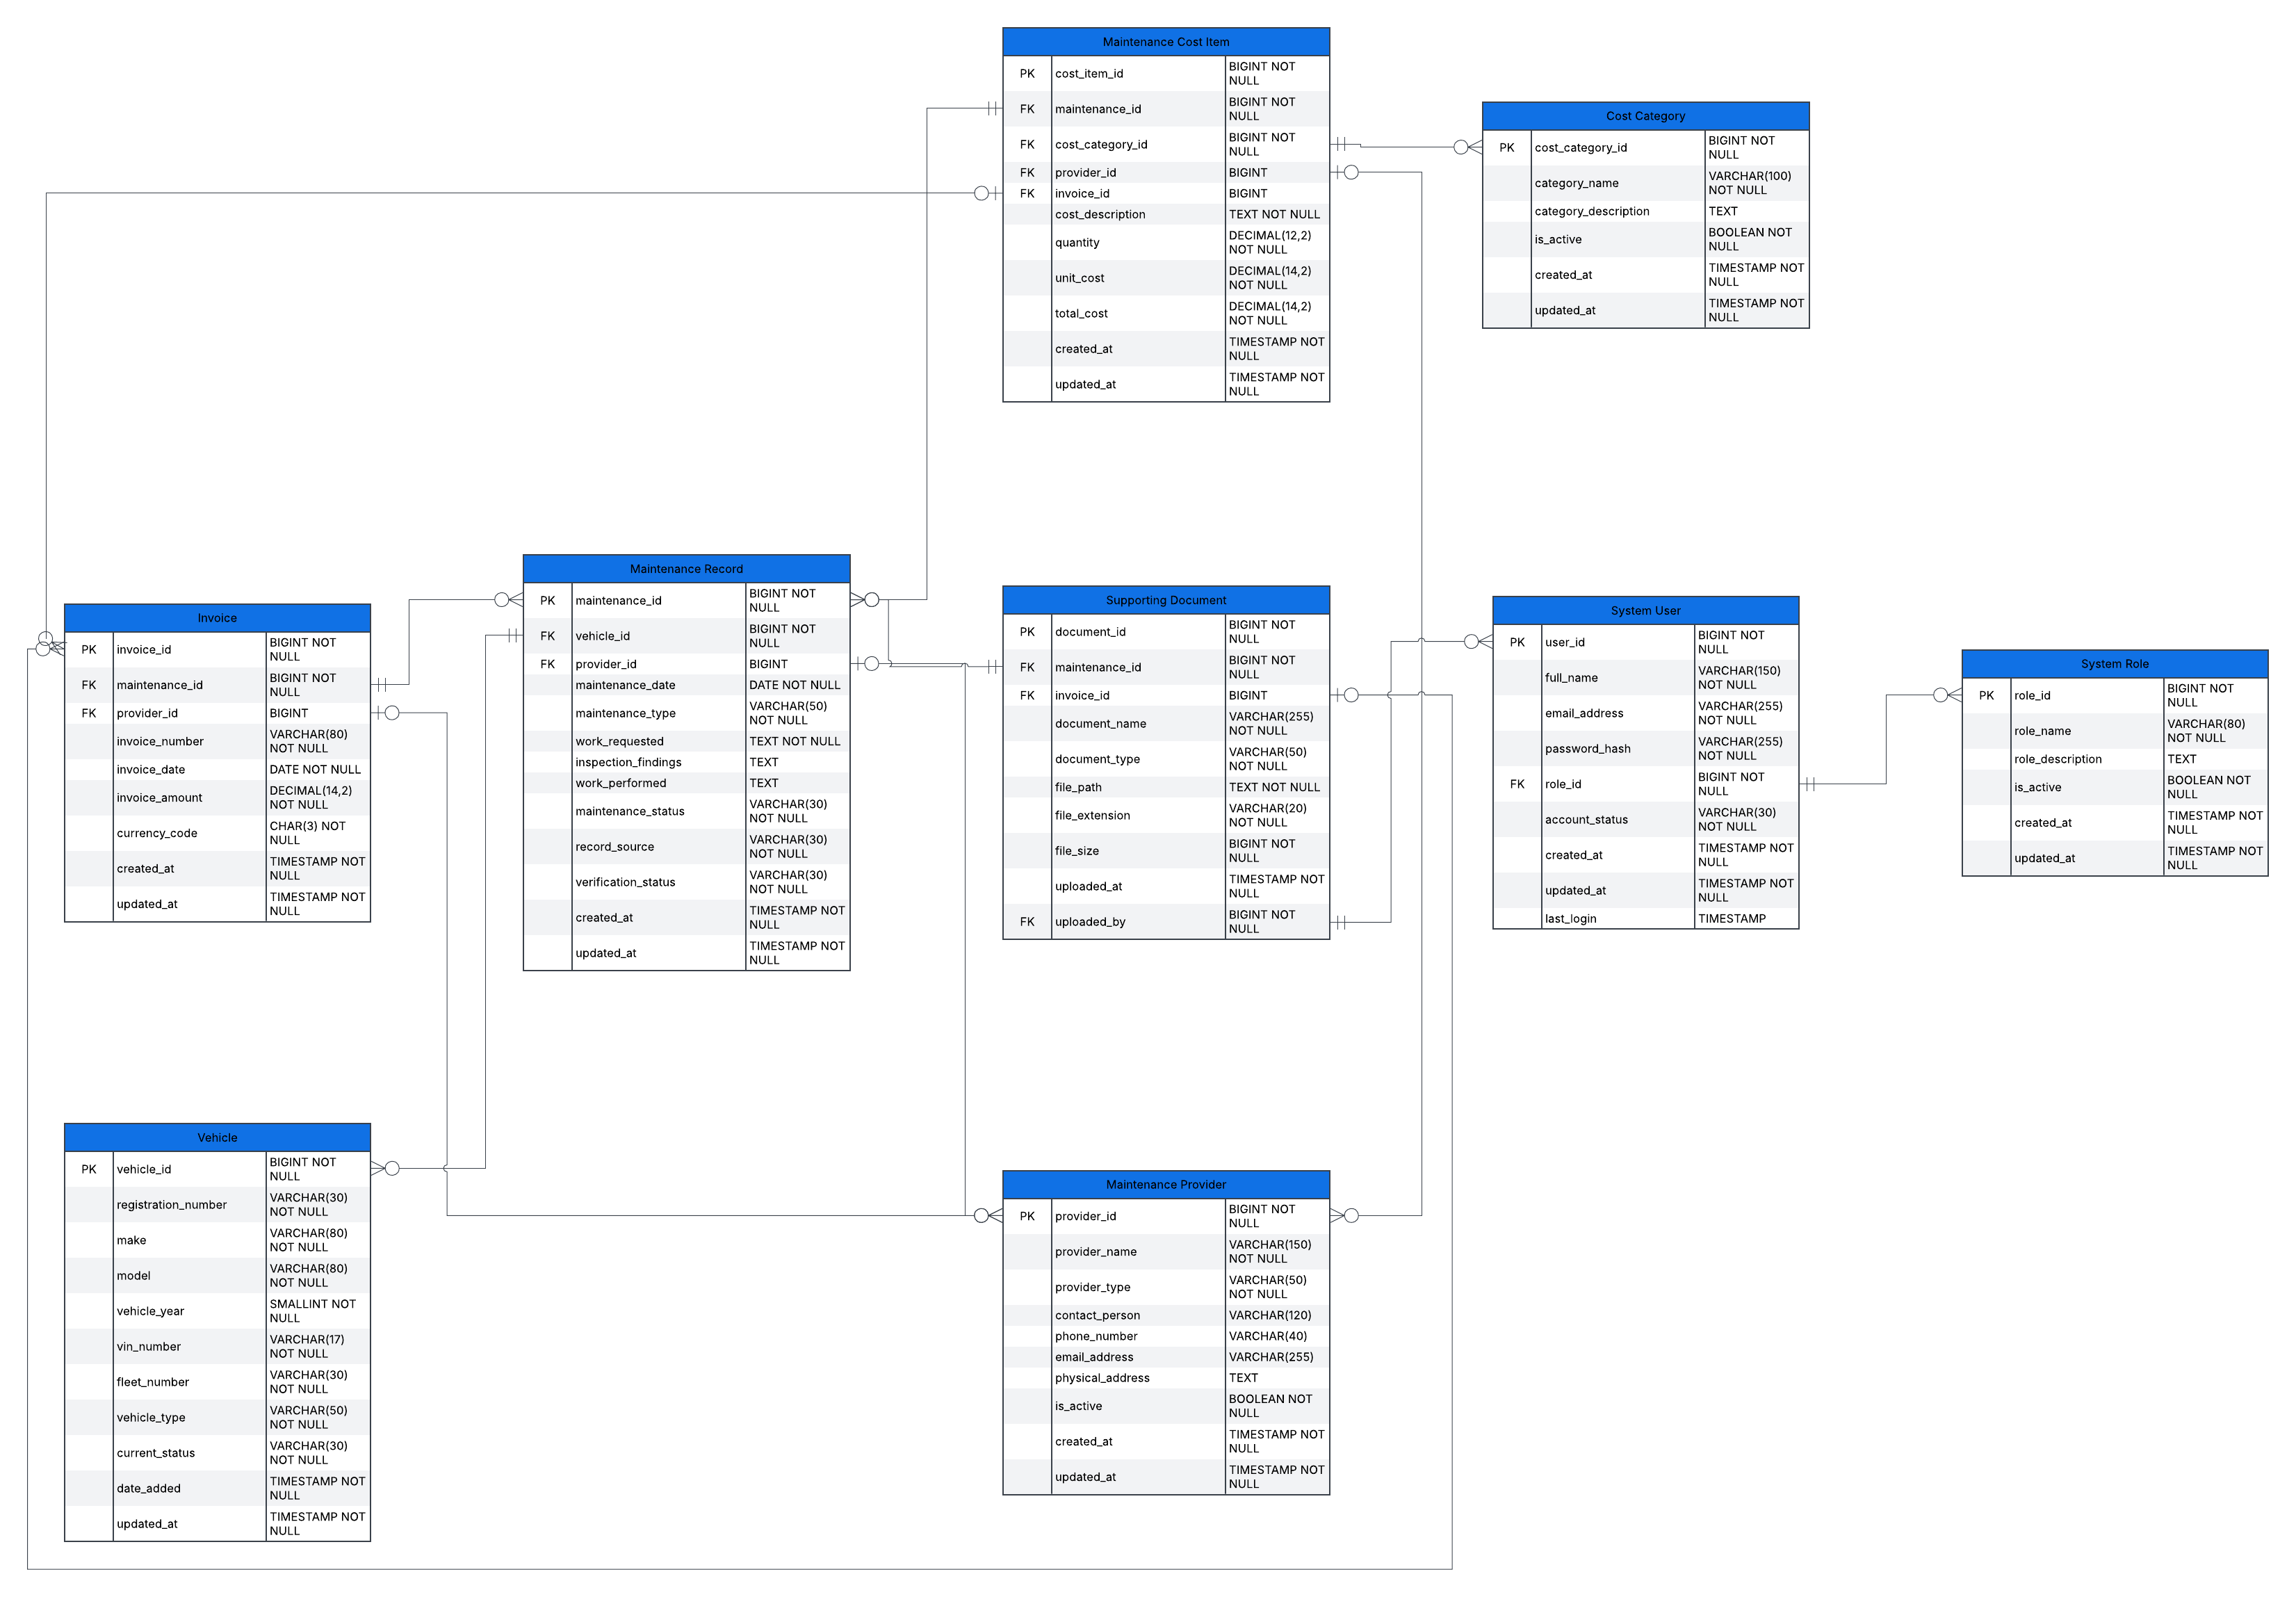 Maintenance Cost Item
PK cost_item_id BIGINT NOT
NULL
FK maintenance_id BIGINT NOT
NULL
FK cost_category_id BIGINT NOT
NULL
FK provider_id BIGINT
FK invoice_id BIGINT
cost_description TEXT NOT NULL
quantity DECIMAL(12,2)
NOT NULL
unit_cost DECIMAL(14,2)
NOT NULL
total_cost DECIMAL(14,2)
NOT NULL
created_at TIMESTAMP NOT
NULL
updated_at TIMESTAMP NOT
NULL
Cost Category
PK cost_category_id BIGINT NOT
NULL
category_name VARCHAR(100)
NOT NULL
category_description TEXT
is_active BOOLEAN NOT
NULL
created_at TIMESTAMP NOT
NULL
updated_at TIMESTAMP NOT
NULL
Invoice
PK invoice_id BIGINT NOT
NULL
FK maintenance_id BIGINT NOT
NULL
FK provider_id BIGINT
invoice_number VARCHAR(80)
NOT NULL
invoice_date DATE NOT NULL
invoice_amount DECIMAL(14,2)
NOT NULL
currency_code CHAR(3) NOT
NULL
created_at TIMESTAMP NOT
NULL
updated_at TIMESTAMP NOT
NULL
Maintenance Record
PK maintenance_id BIGINT NOT
NULL
FK vehicle_id BIGINT NOT
NULL
FK provider_id BIGINT
maintenance_date DATE NOT NULL
maintenance_type VARCHAR(50)
NOT NULL
work_requested TEXT NOT NULL
inspection_findings TEXT
work_performed TEXT
maintenance_status VARCHAR(30)
NOT NULL
record_source VARCHAR(30)
NOT NULL
verification_status VARCHAR(30)
NOT NULL
created_at TIMESTAMP NOT
NULL
updated_at TIMESTAMP NOT
NULL
Supporting Document
PK document_id BIGINT NOT
NULL
FK maintenance_id BIGINT NOT
NULL
FK invoice_id BIGINT
document_name VARCHAR(255)
NOT NULL
document_type VARCHAR(50)
NOT NULL
file_path TEXT NOT NULL
file_extension VARCHAR(20)
NOT NULL
file_size BIGINT NOT
NULL
uploaded_at TIMESTAMP NOT
NULL
FK uploaded_by BIGINT NOT
NULL
System User
PK user_id BIGINT NOT
NULL
full_name VARCHAR(150)
NOT NULL
email_address VARCHAR(255)
NOT NULL
password_hash VARCHAR(255)
NOT NULL
FK role_id BIGINT NOT
NULL
account_status VARCHAR(30)
NOT NULL
created_at TIMESTAMP NOT
NULL
updated_at TIMESTAMP NOT
NULL
last_login TIMESTAMP
System Role
PK role_id BIGINT NOT
NULL
role_name VARCHAR(80)
NOT NULL
role_description TEXT
is_active BOOLEAN NOT
NULL
created_at TIMESTAMP NOT
NULL
updated_at TIMESTAMP NOT
NULL
Vehicle
PK vehicle_id BIGINT NOT
NULL
registration_number VARCHAR(30)
NOT NULL
make VARCHAR(80)
NOT NULL
model VARCHAR(80)
NOT NULL
vehicle_year SMALLINT NOT
NULL
vin_number VARCHAR(17)
NOT NULL
fleet_number VARCHAR(30)
NOT NULL
vehicle_type VARCHAR(50)
NOT NULL
current_status VARCHAR(30)
NOT NULL
date_added TIMESTAMP NOT
NULL
updated_at TIMESTAMP NOT
NULL
Maintenance Provider
PK provider_id BIGINT NOT
NULL
provider_name VARCHAR(150)
NOT NULL
provider_type VARCHAR(50)
NOT NULL
contact_person VARCHAR(120)
phone_number VARCHAR(40)
email_address VARCHAR(255)
physical_address TEXT
is_active BOOLEAN NOT
NULL
created_at TIMESTAMP NOT
NULL
updated_at TIMESTAMP NOT
NULL